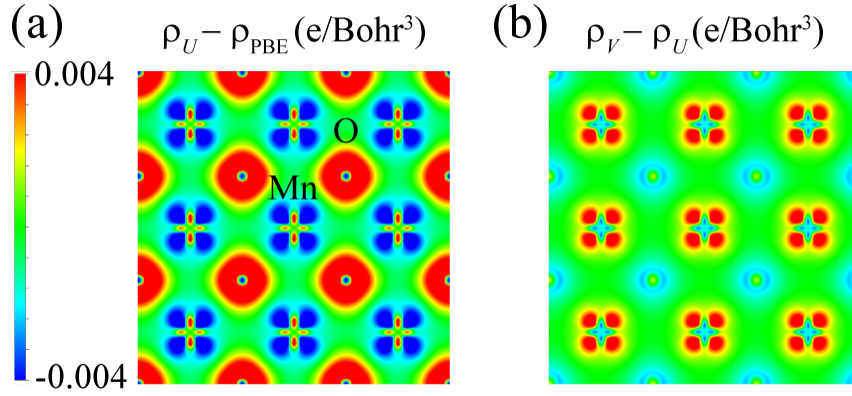 (a) ρU − ρPBE (e/Bohr³)
0.004
O
Mn
-0.004
(b) ρV − ρU (e/Bohr³)